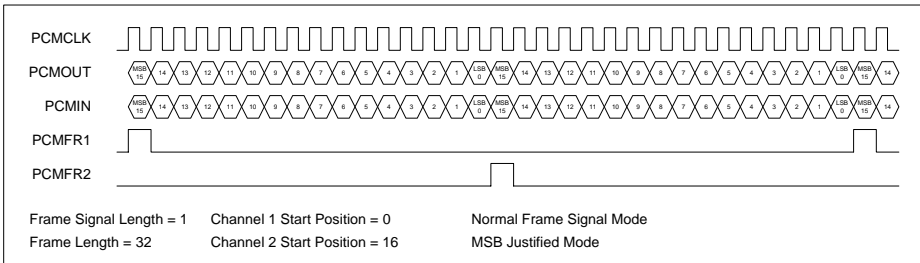 PCMCLK
PCMOUT MSB 15 14 13 12 11 10 9 8 7 6 5 4 3 2 1 LSB 0 MSB 15 14 13 12 11 10 9 8 7 6 5 4 3 2 1 LSB 0 MSB 15 14
PCMIN MSB 15 14 13 12 11 10 9 8 7 6 5 4 3 2 1 LSB 0 MSB 15 14 13 12 11 10 9 8 7 6 5 4 3 2 1 LSB 0 MSB 15 14
PCMFR1
PCMFR2
Frame Signal Length = 1 Channel 1 Start Position = 0 Normal Frame Signal Mode
Frame Length = 32 Channel 2 Start Position = 16 MSB Justified Mode